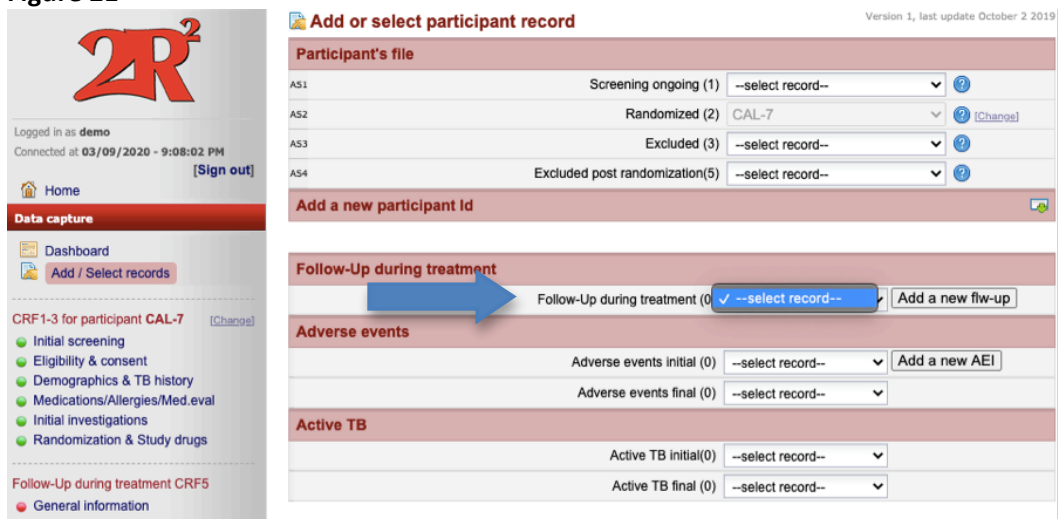 2R2
Logged in as demo
Connected at 03/09/2020 - 9:08:02 PM
[Sign out]
Home
Data capture
Dashboard
Add / Select records
CRF1-3 for participant CAL-7 [Change]
Initial screening
Eligibility & consent
Demographics & TB history
Medications/Allergies/Med.eval
Initial investigations
Randomization & Study drugs
Follow-Up during treatment CRF5
General information
Add or select participant record
Version 1, last update October 2 2019
Participant's file
AS1 Screening ongoing (1) --select record--
AS2 Randomized (2) CAL-7 [Change]
AS3 Excluded (3) --select record--
AS4 Excluded post randomization(5) --select record--
Add a new participant Id
Follow-Up during treatment
Follow-Up during treatment (0 ✓ --select record-- Add a new flw-up
Adverse events
Adverse events initial (0) --select record-- Add a new AEI
Adverse events final (0) --select record--
Active TB
Active TB initial(0) --select record--
Active TB final (0) --select record--